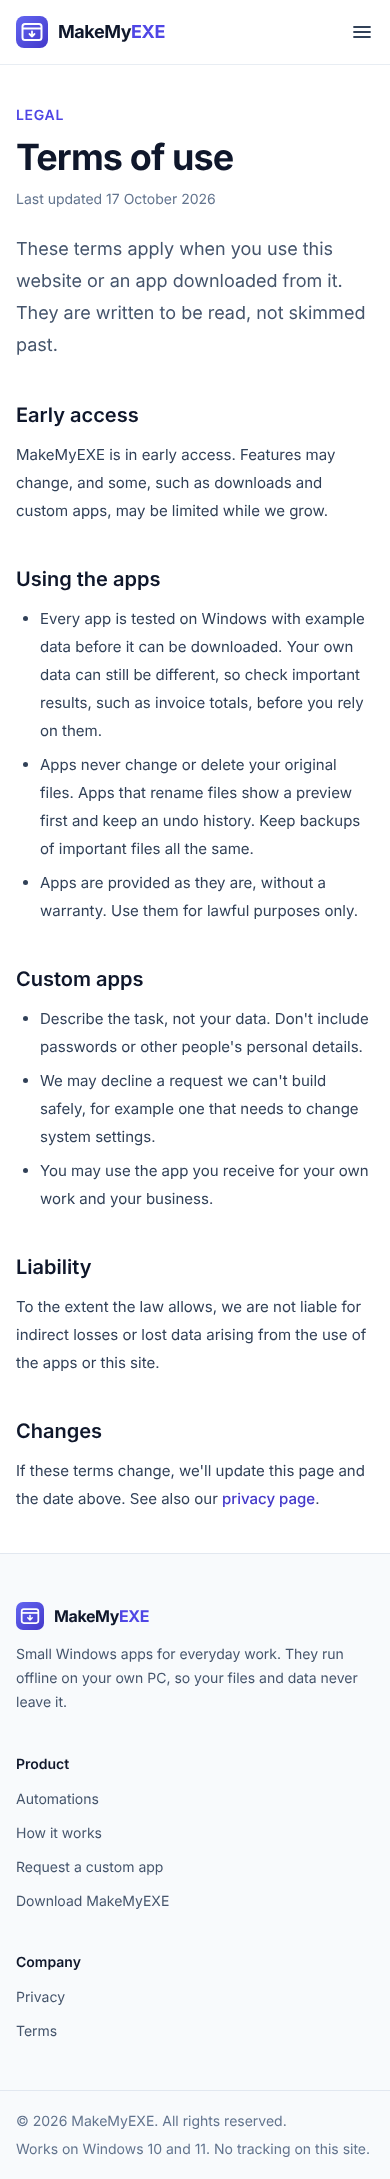 MakeMyEXE
LEGAL
Terms of use
Last updated 17 October 2026
These terms apply when you use this
website or an app downloaded from it.
They are written to be read, not skimmed
past.
Early access
MakeMyEXE is in early access. Features may
change, and some, such as downloads and
custom apps, may be limited while we grow.
Using the apps
• Every app is tested on Windows with example
data before it can be downloaded. Your own
data can still be different, so check important
results, such as invoice totals, before you rely
on them.
• Apps never change or delete your original
files. Apps that rename files show a preview
first and keep an undo history. Keep backups
of important files all the same.
• Apps are provided as they are, without a
warranty. Use them for lawful purposes only.
Custom apps
• Describe the task, not your data. Don't include
passwords or other people's personal details.
• We may decline a request we can't build
safely, for example one that needs to change
system settings.
• You may use the app you receive for your own
work and your business.
Liability
To the extent the law allows, we are not liable for
indirect losses or lost data arising from the use of
the apps or this site.
Changes
If these terms change, we'll update this page and
the date above. See also our privacy page.
MakeMyEXE
Small Windows apps for everyday work. They run
offline on your own PC, so your files and data never
leave it.
Product
Automations
How it works
Request a custom app
Download MakeMyEXE
Company
Privacy
Terms
© 2026 MakeMyEXE. All rights reserved.
Works on Windows 10 and 11. No tracking on this site.